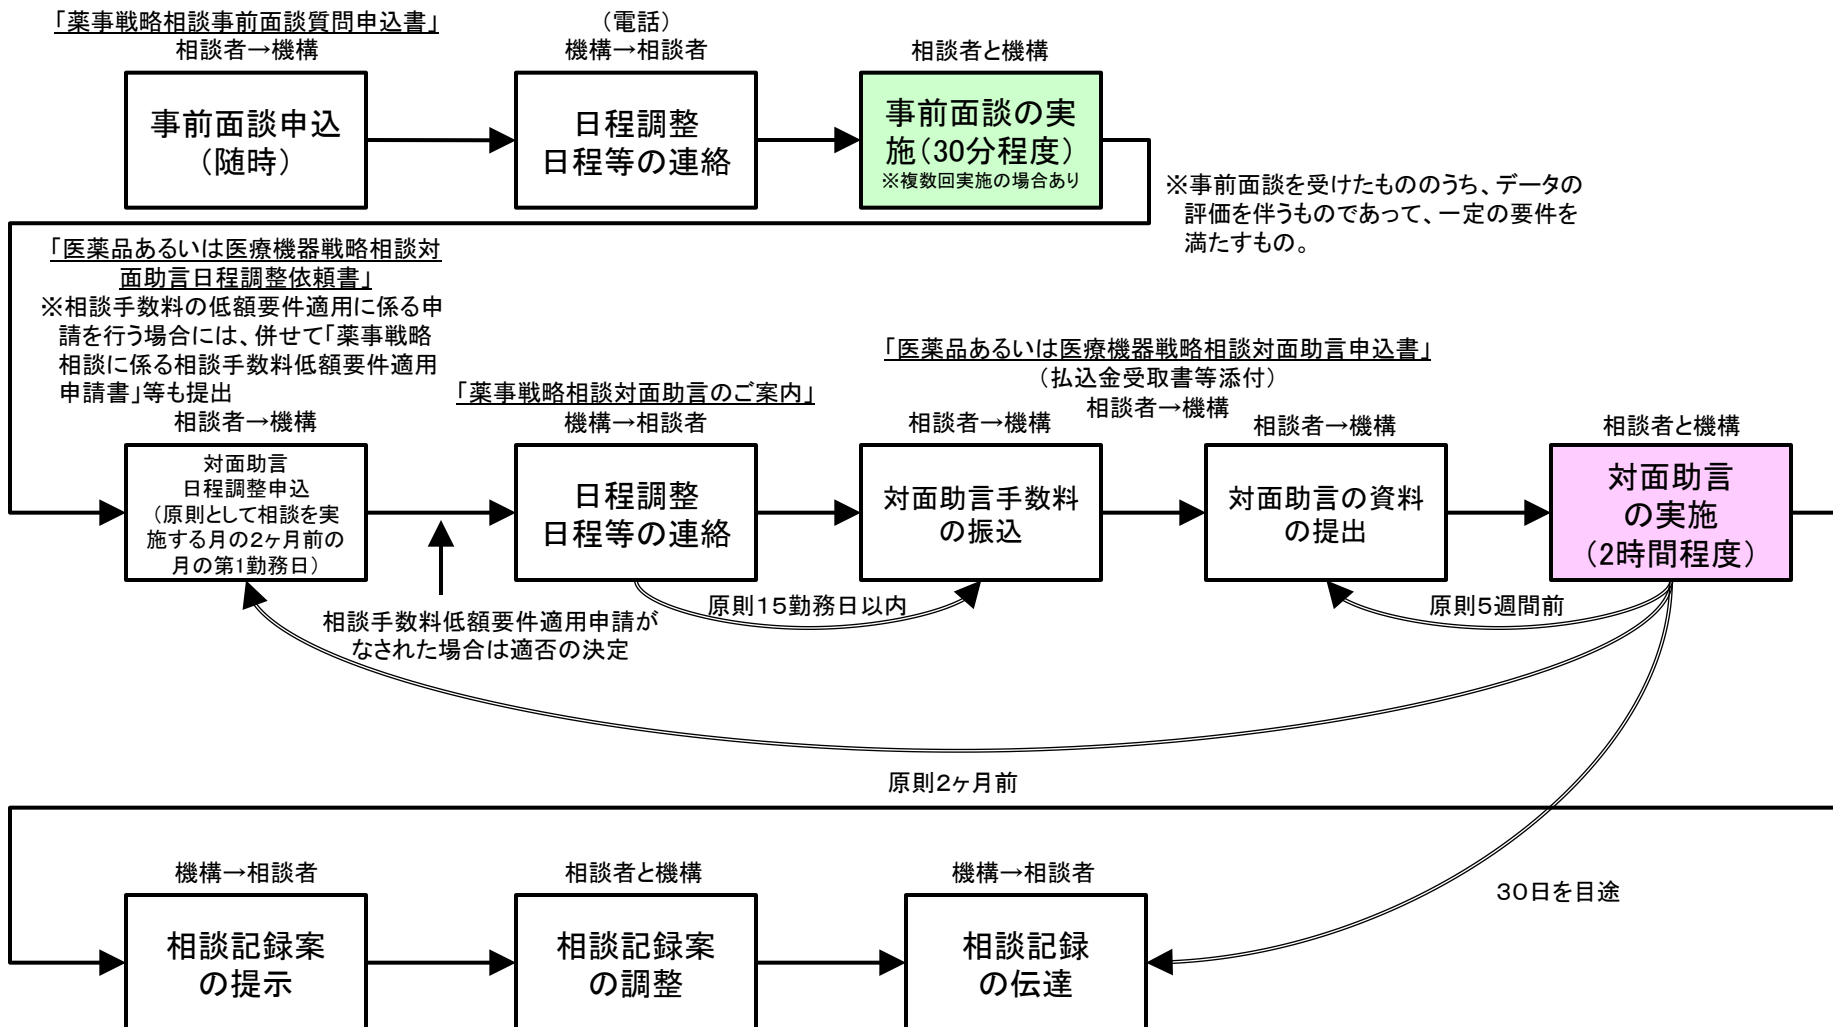 「薬事戦略相談事前面談質問申込書」
相談者→機構
事前面談申込
（随時）
（電話）
機構→相談者
日程調整
日程等の連絡
相談者と機構
事前面談の実
施（30分程度）
※複数回実施の場合あり
※事前面談を受けたもののうち、データの
評価を伴うものであって、一定の要件を
満たすもの。
「医薬品あるいは医療機器戦略相談対
面助言日程調整依頼書」
※相談手数料の低額要件適用に係る申
請を行う場合には、併せて「薬事戦略
相談に係る相談手数料低額要件適用
申請書」等も提出
相談者→機構
対面助言
日程調整申込
（原則として相談を実
施する月の２ヶ月前の
月の第1勤務日）
相談手数料低額要件適用申請が
なされた場合は適否の決定
「薬事戦略相談対面助言のご案内」
機構→相談者
日程調整
日程等の連絡
原則１５勤務日以内
「医薬品あるいは医療機器戦略相談対面助言申込書」
（払込金受取書等添付）
相談者→機構
相談者→機構
対面助言手数料
の振込
相談者→機構
対面助言の資料
の提出
原則５週間前
相談者と機構
対面助言
の実施
（2時間程度）
原則２ヶ月前
機構→相談者
相談記録案
の提示
相談者と機構
相談記録案
の調整
機構→相談者
相談記録
の伝達
３０日を目途